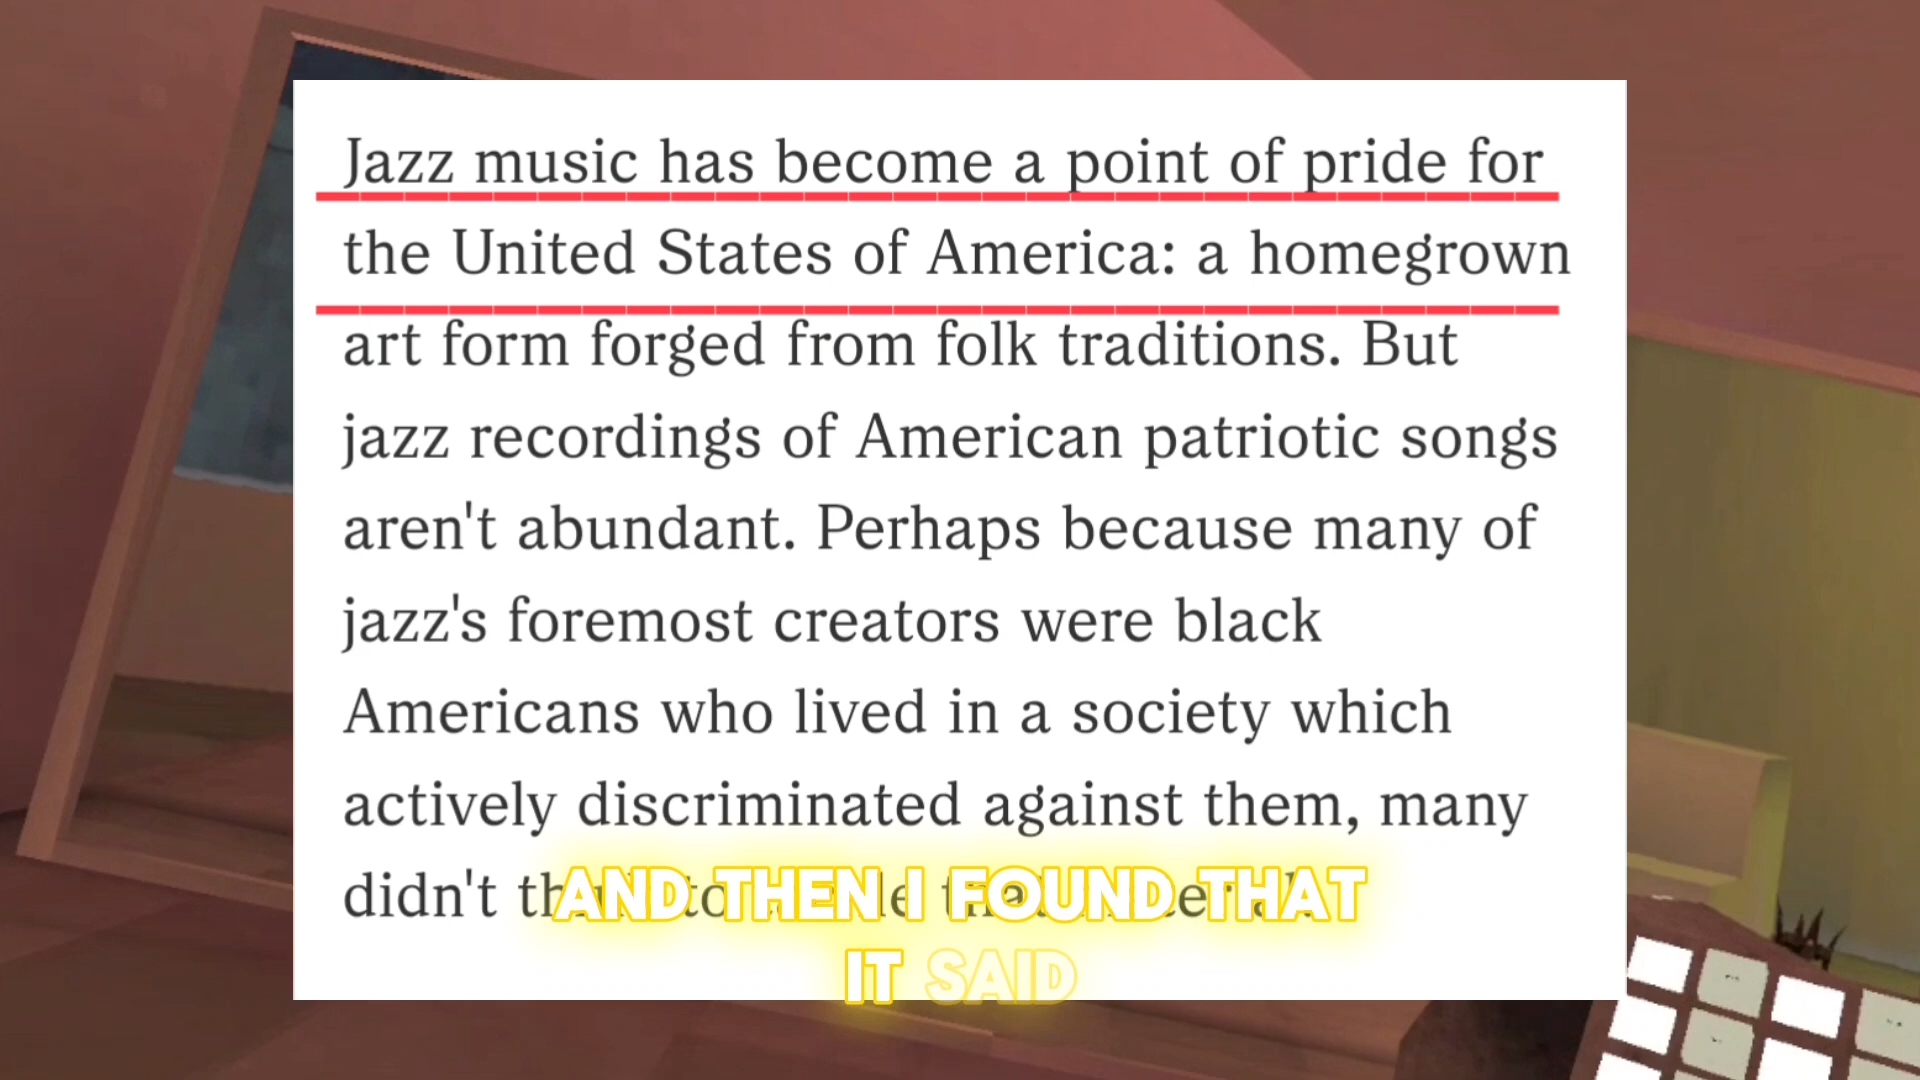 Jazz music has become a point of pride for
the United States of America: a homegrown
art form forged from folk traditions. But
jazz recordings of American patriotic songs
aren't abundant. Perhaps because many of
jazz's foremost creators were black
Americans who lived in a society which
actively discriminated against them, many
didn't
AND THEN I FOUND THAT
IT SAID